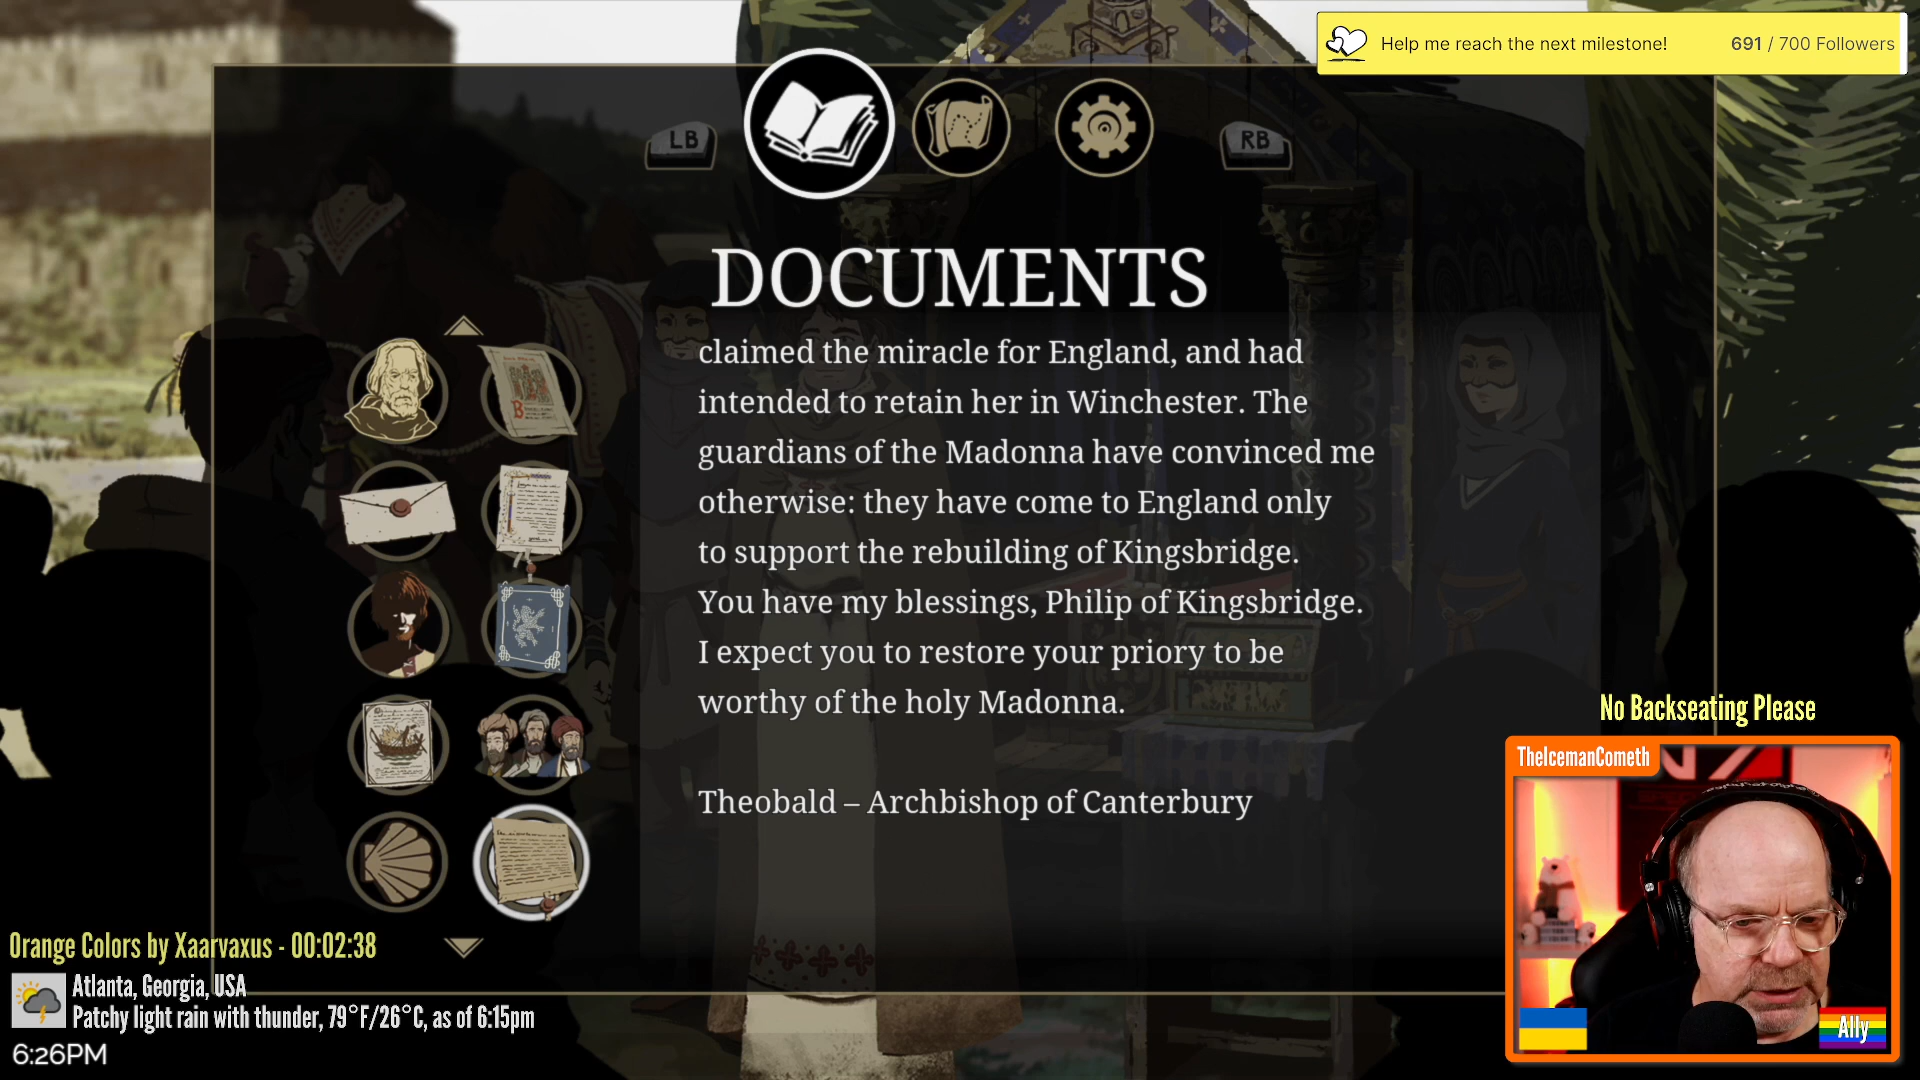 Help me reach the next milestone! 691 / 700 Followers
LB
RB
DOCUMENTS
claimed the miracle for England, and had
intended to retain her in Winchester. The
guardians of the Madonna have convinced me
otherwise: they have come to England only
to support the rebuilding of Kingsbridge.
You have my blessings, Philip of Kingsbridge.
I expect you to restore your priory to be
worthy of the holy Madonna.
Theobald – Archbishop of Canterbury
No Backseating Please
TheIcemanCometh
Orange Colors by Xaarvaxus - 00:02:38
Atlanta, Georgia, USA
Patchy light rain with thunder, 79°F/26°C, as of 6:15pm
6:26PM
Ally